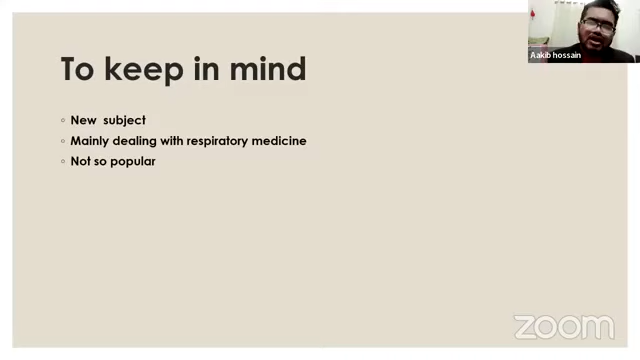 To keep in mind
New subject
Mainly dealing with respiratory medicine
Not so popular
Aakib hossain
zoom